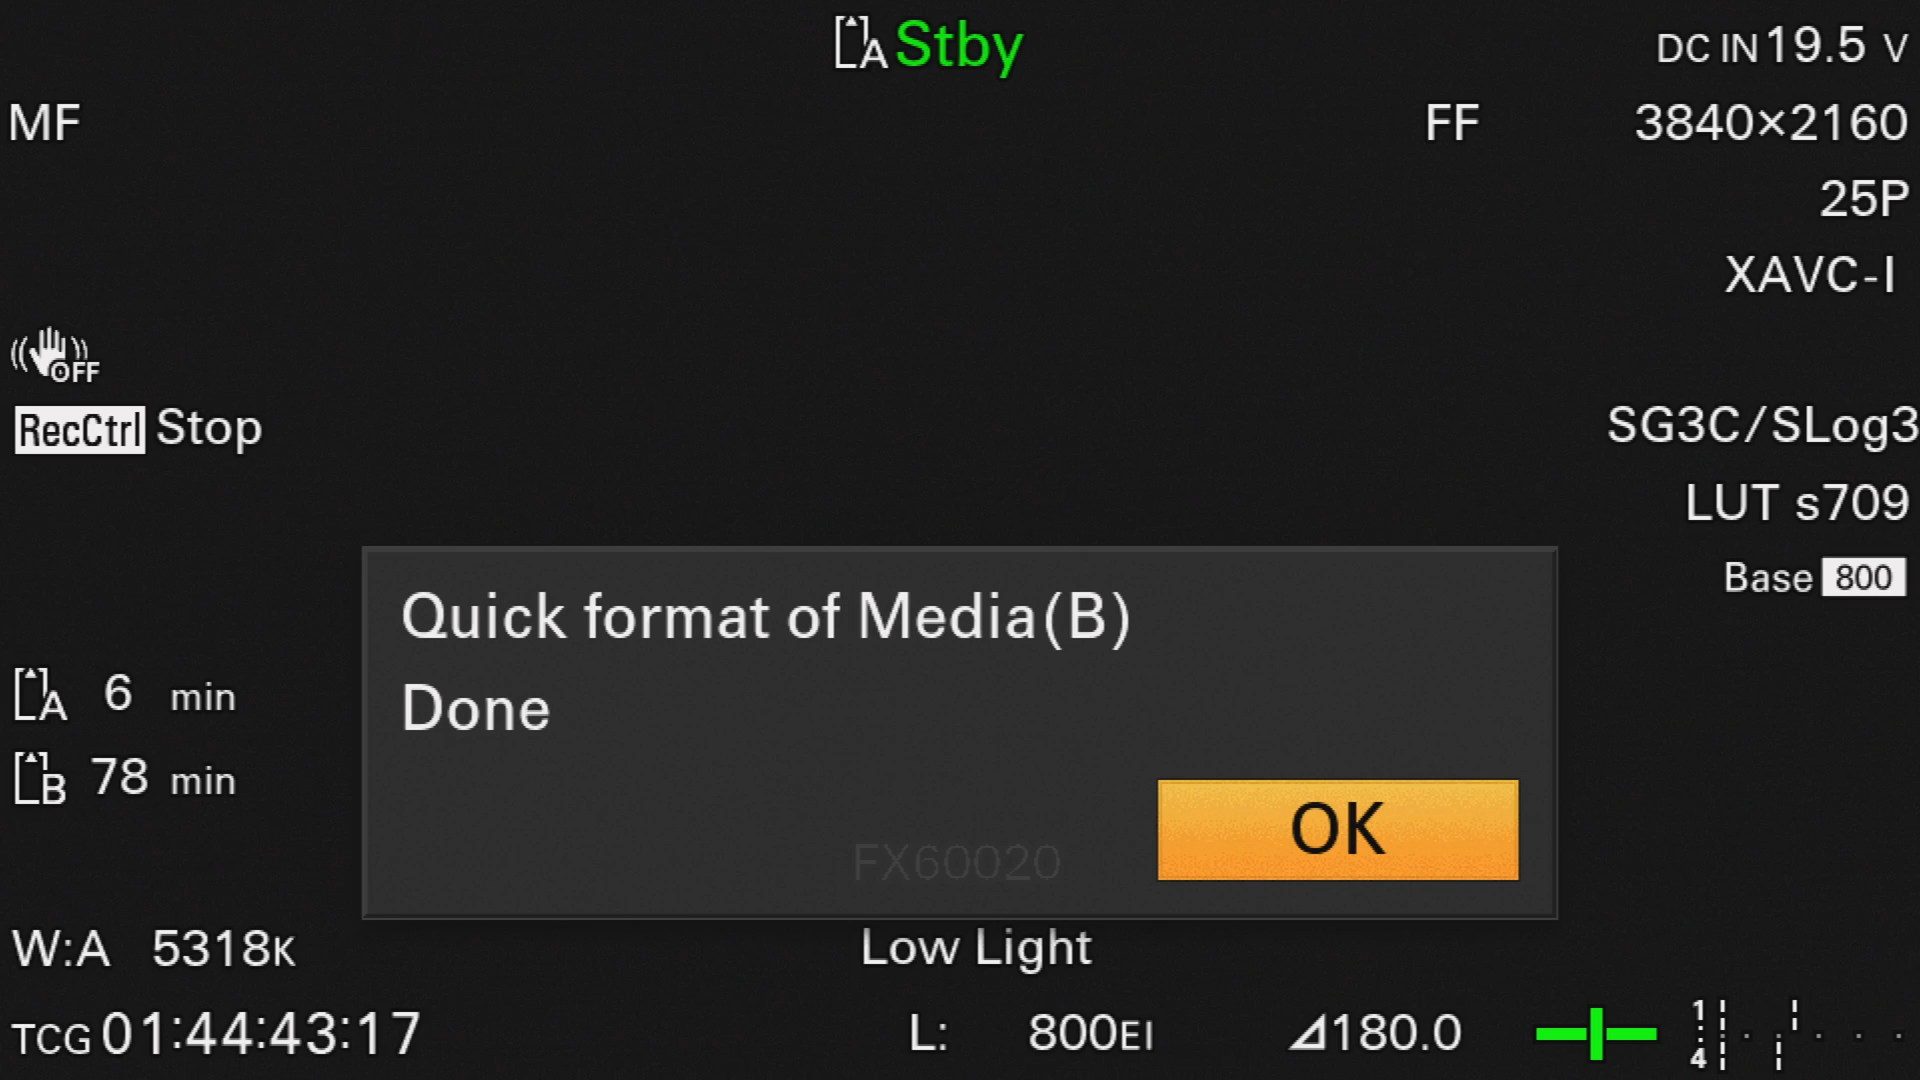 A Stby
DC IN 19.5 V
MF
FF
3840×2160
25P
XAVC-I
OFF
RecCtrl Stop
SG3C/SLog3
LUT s709
Base 800
Quick format of Media(B)
Done
A 6 min
B 78 min
FX60020
OK
W:A 5318K
Low Light
TCG 01:44:43:17
L: 800EI
180.0
1
4